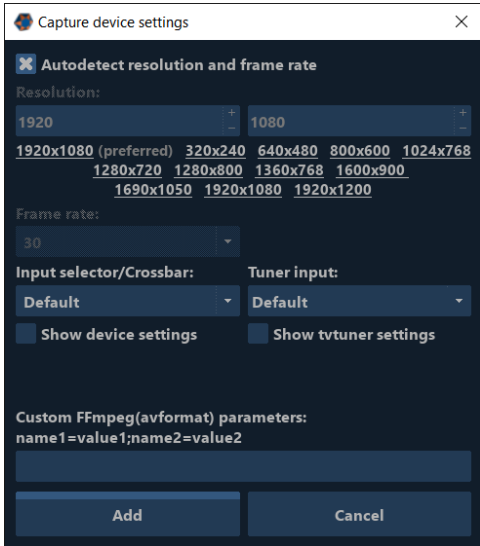 Capture device settings
Autodetect resolution and frame rate
Resolution:
1920 1080
1920x1080 (preferred) 320x240 640x480 800x600 1024x768
1280x720 1280x800 1360x768 1600x900
1690x1050 1920x1080 1920x1200
Frame rate:
30
Input selector/Crossbar: Tuner input:
Default Default
Show device settings Show tvtuner settings
Custom FFmpeg(avformat) parameters:
name1=value1;name2=value2
Add Cancel